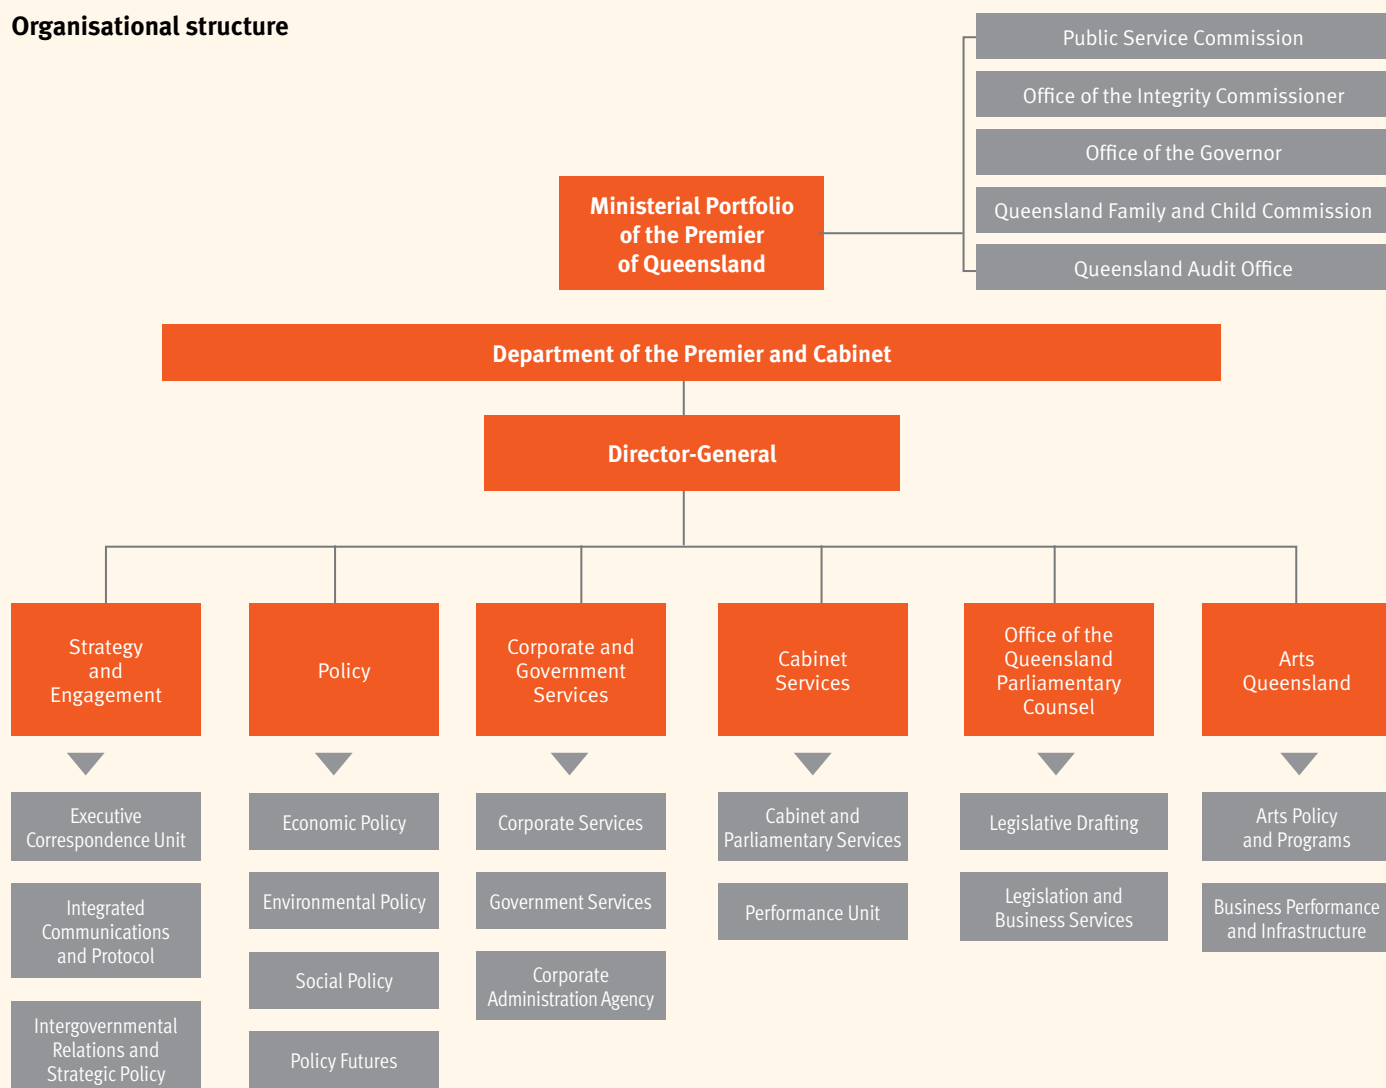 Organisational structure
Public Service Commission
Office of the Integrity Commissioner
Office of the Governor
Queensland Family and Child Commission
Queensland Audit Office
Ministerial Portfolio
of the Premier
of Queensland
Department of the Premier and Cabinet
Director-General
Strategy
and
Engagement
Policy
Corporate and
Government
Services
Cabinet
Services
Office of the
Queensland
Parliamentary
Counsel
Arts
Queensland
Executive
Correspondence Unit
Integrated
Communications
and Protocol
Intergovernmental
Relations and
Strategic Policy
Economic Policy
Environmental Policy
Social Policy
Policy Futures
Corporate Services
Government Services
Corporate
Administration Agency
Cabinet and
Parliamentary Services
Performance Unit
Legislative Drafting
Legislation and
Business Services
Arts Policy
and Programs
Business Performance
and Infrastructure